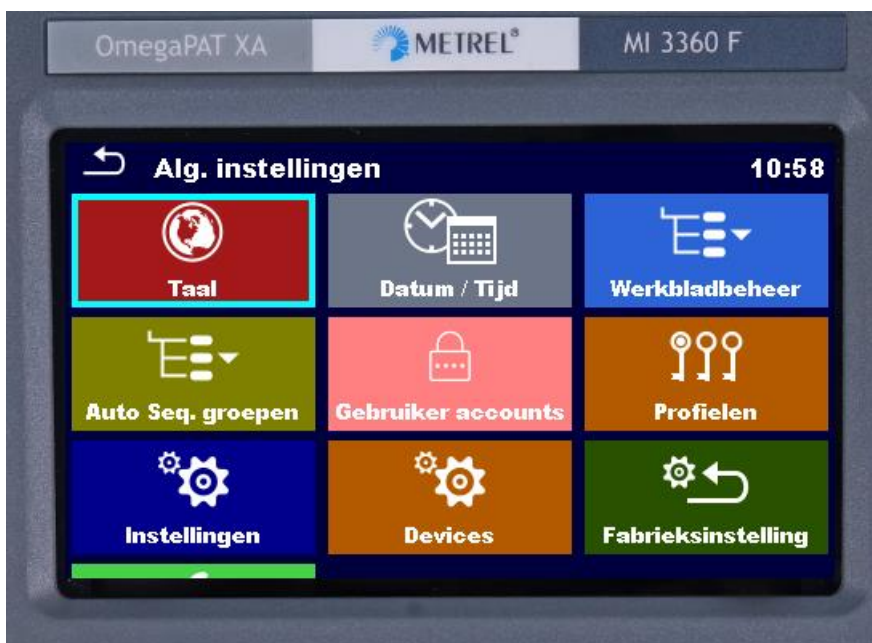 OmegaPAT XA
METREL®
MI 3360 F
Alg. instellingen
10:58
Taal
Datum / Tijd
Werkbladbeheer
Auto Seq. groepen
Gebruiker accounts
Profielen
Instellingen
Devices
Fabrieksinstelling